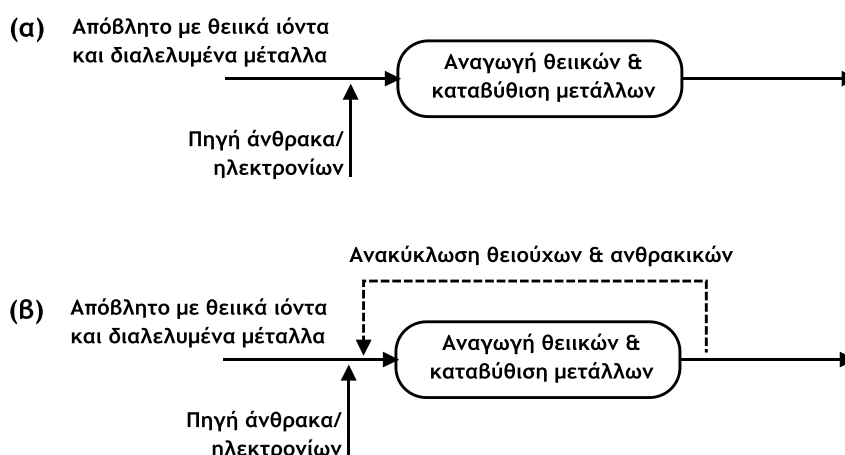 (α) Απόβλητο με θειικά ιόντα
και διαλελυμένα μέταλλα
Αναγωγή θειικών &
καταβύθιση μετάλλων
Πηγή άνθρακα/
ηλεκτρονίων
Ανακύκλωση θειούχων & ανθρακικών
(β) Απόβλητο με θειικά ιόντα
και διαλελυμένα μέταλλα
Αναγωγή θειικών &
καταβύθιση μετάλλων
Πηγή άνθρακα/
ηλεκτρονίων